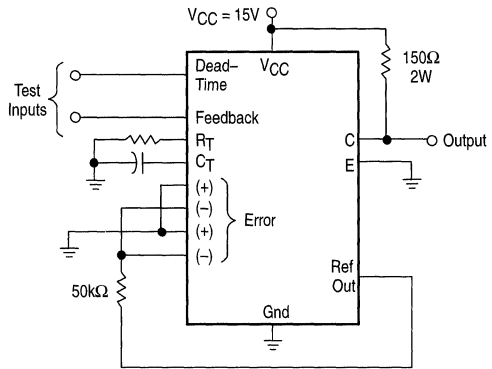 VCC = 15V
Dead–
Time
VCC
150Ω
2W
Test
Inputs
Feedback
RT
CT
C
Output
E
(+)
(–)
(+)
(–)
Error
Ref
Out
50kΩ
Gnd